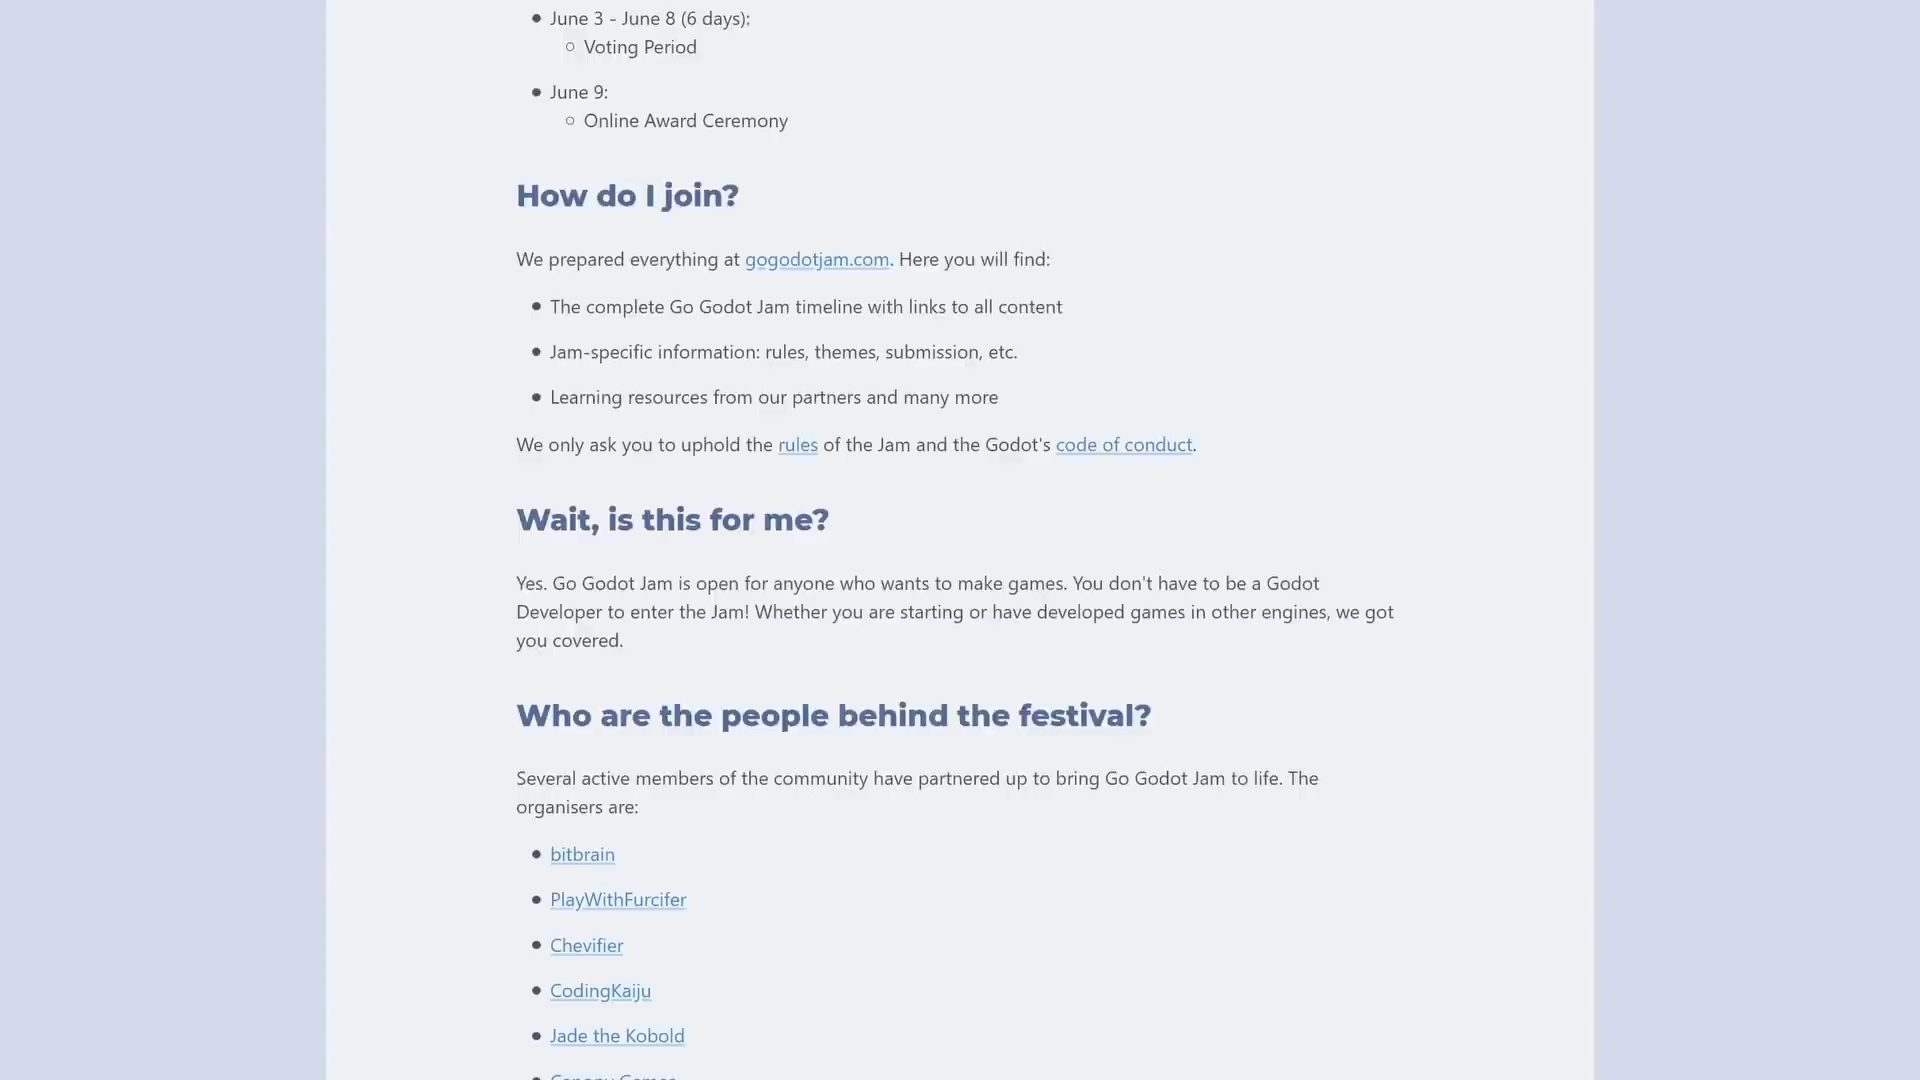 June 3 - June 8 (6 days):
Voting Period
June 9:
Online Award Ceremony
How do I join?
We prepared everything at gogodotjam.com. Here you will find:
The complete Go Godot Jam timeline with links to all content
Jam-specific information: rules, themes, submission, etc.
Learning resources from our partners and many more
We only ask you to uphold the rules of the Jam and the Godot's code of conduct.
Wait, is this for me?
Yes. Go Godot Jam is open for anyone who wants to make games. You don't have to be a Godot
Developer to enter the Jam! Whether you are starting or have developed games in other engines, we got
you covered.
Who are the people behind the festival?
Several active members of the community have partnered up to bring Go Godot Jam to life. The
organisers are:
bitbrain
PlayWithFurcifer
Chevifier
CodingKaiju
Jade the Kobold